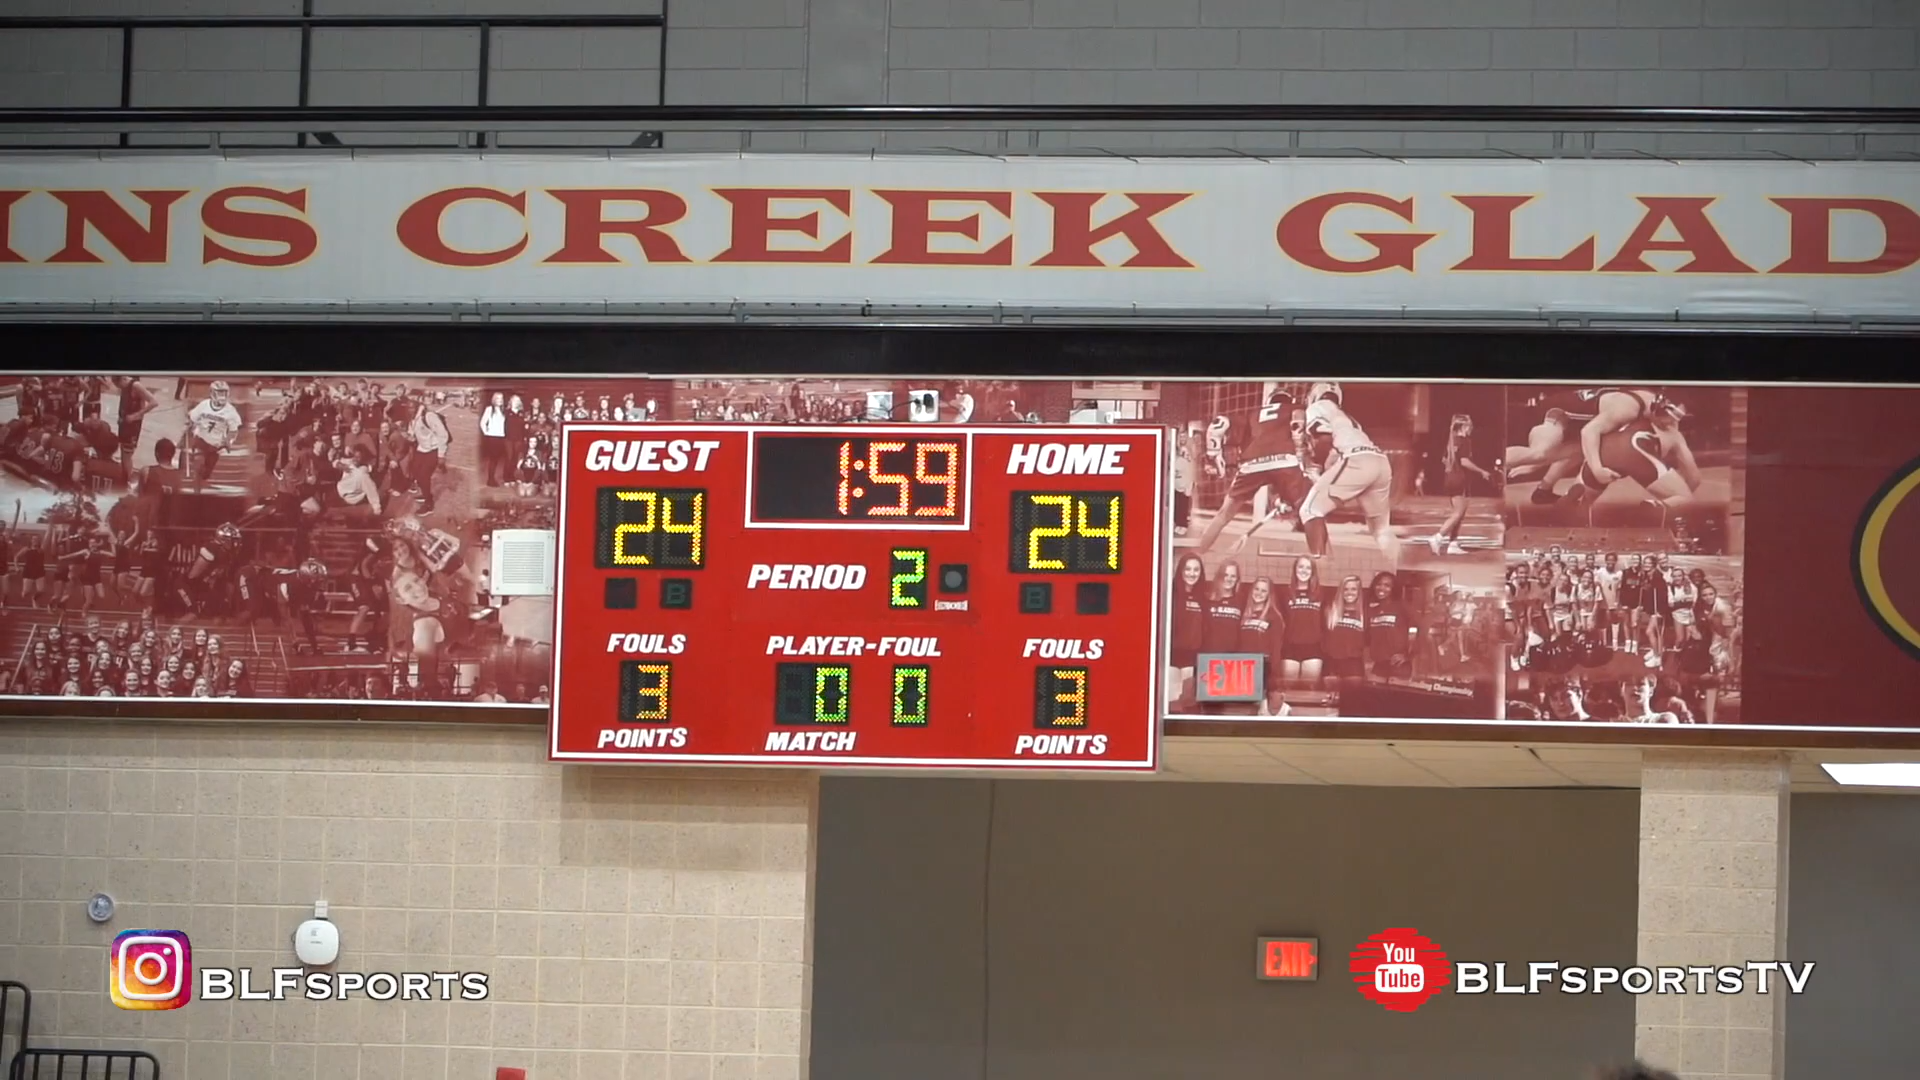 INS CREEK GLAD
GUEST 1:59 HOME
24 24
PERIOD 2
B B
FOULS PLAYER-FOUL FOULS
3 0 0 3
POINTS MATCH POINTS
EXIT
EXIT
BLFSPORTS
You Tube BLFSPORTSTV